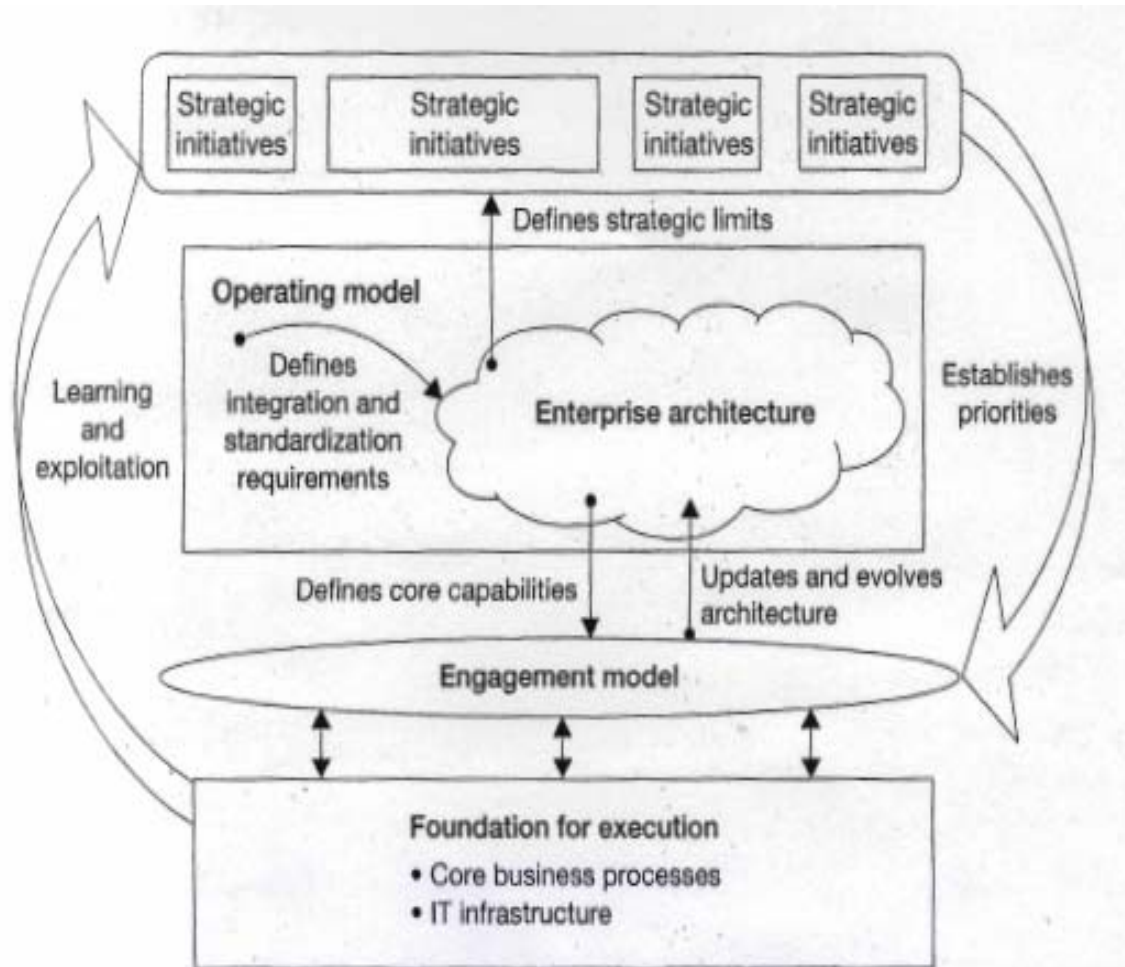 Strategic
initiatives
Strategic
initiatives
Strategic
initiatives
Strategic
initiatives
Defines strategic limits
Operating model
Defines
integration and
standardization
requirements
Enterprise architecture
Learning
and
exploitation
Establishes
priorities
Defines core capabilities
Updates and evolves
architecture
Engagement model
Foundation for execution
• Core business processes
• IT infrastructure